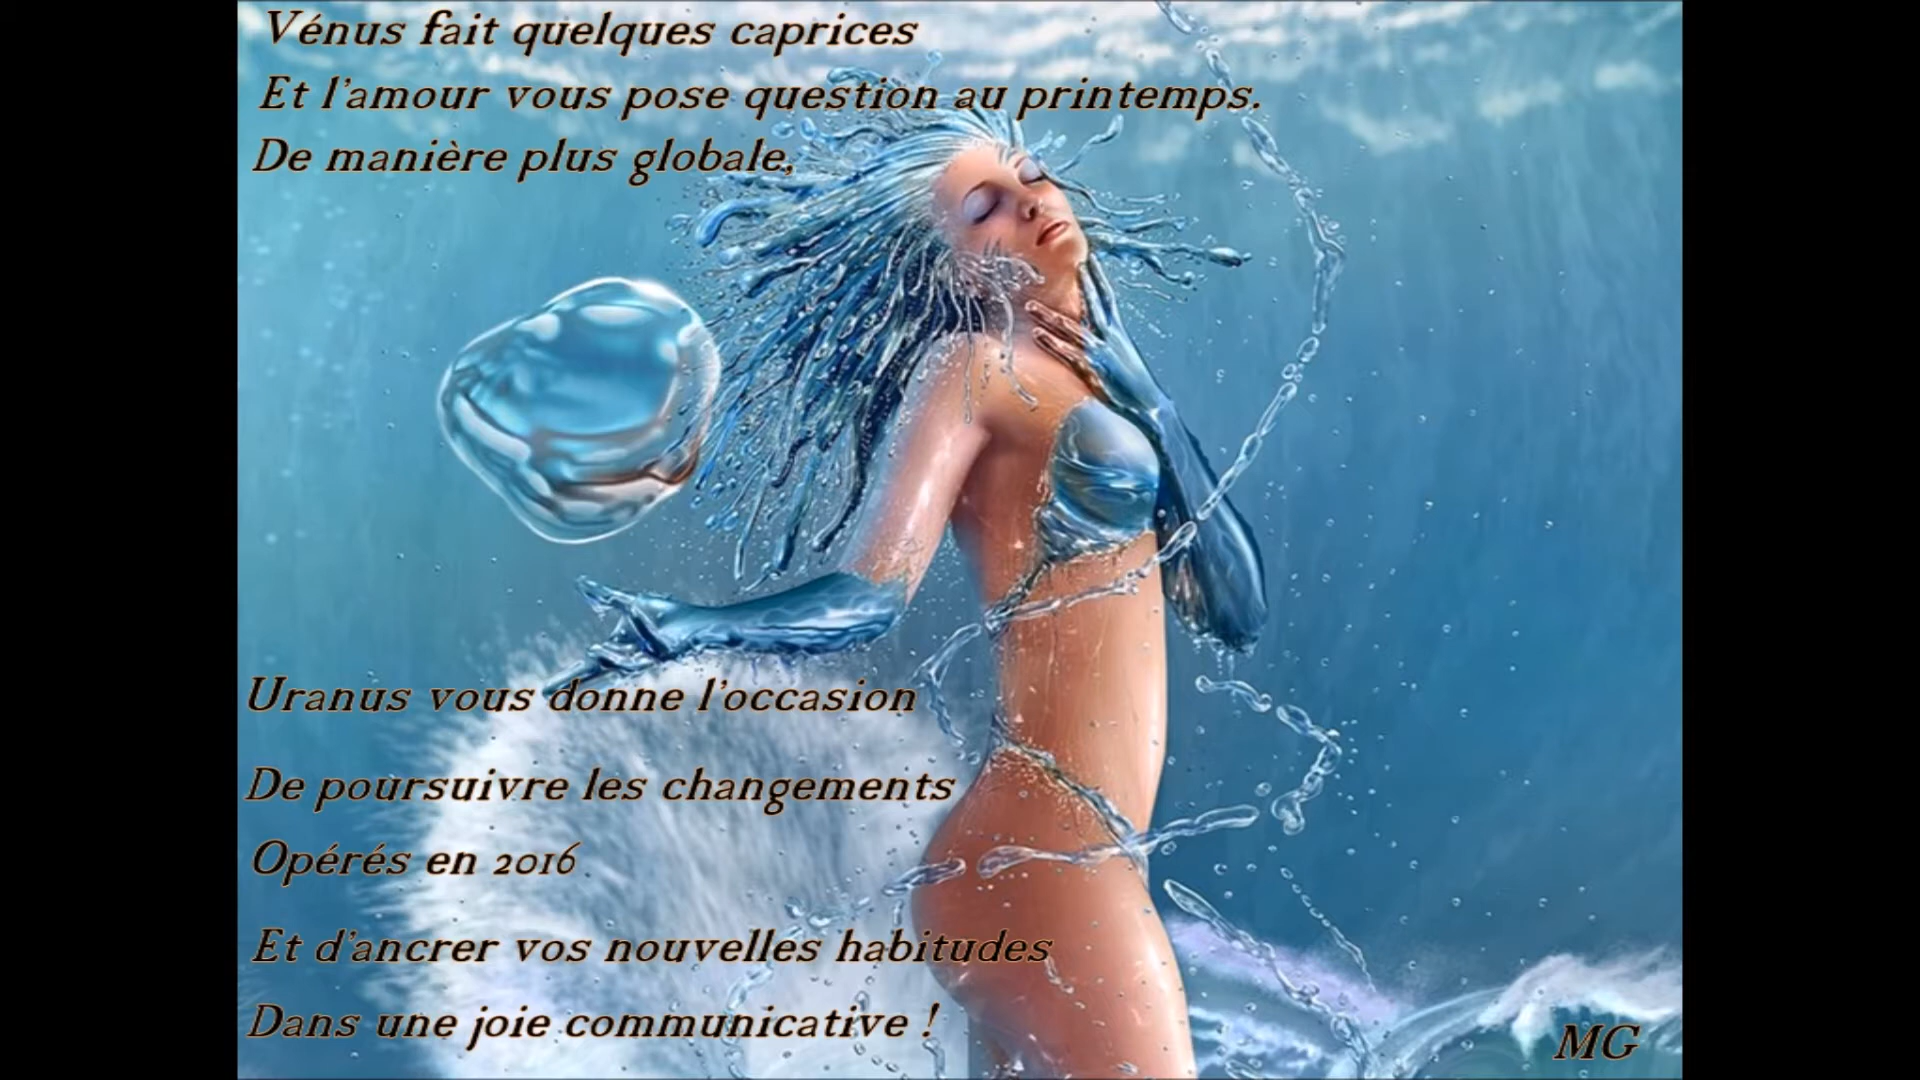 Vénus fait quelques caprices
Et l'amour vous pose question au printemps.
De manière plus globale,
Uranus vous donne l'occasion
De poursuivre les changements
Opérés en 2016
Et d'ancrer vos nouvelles habitudes
Dans une joie communicative !
MG